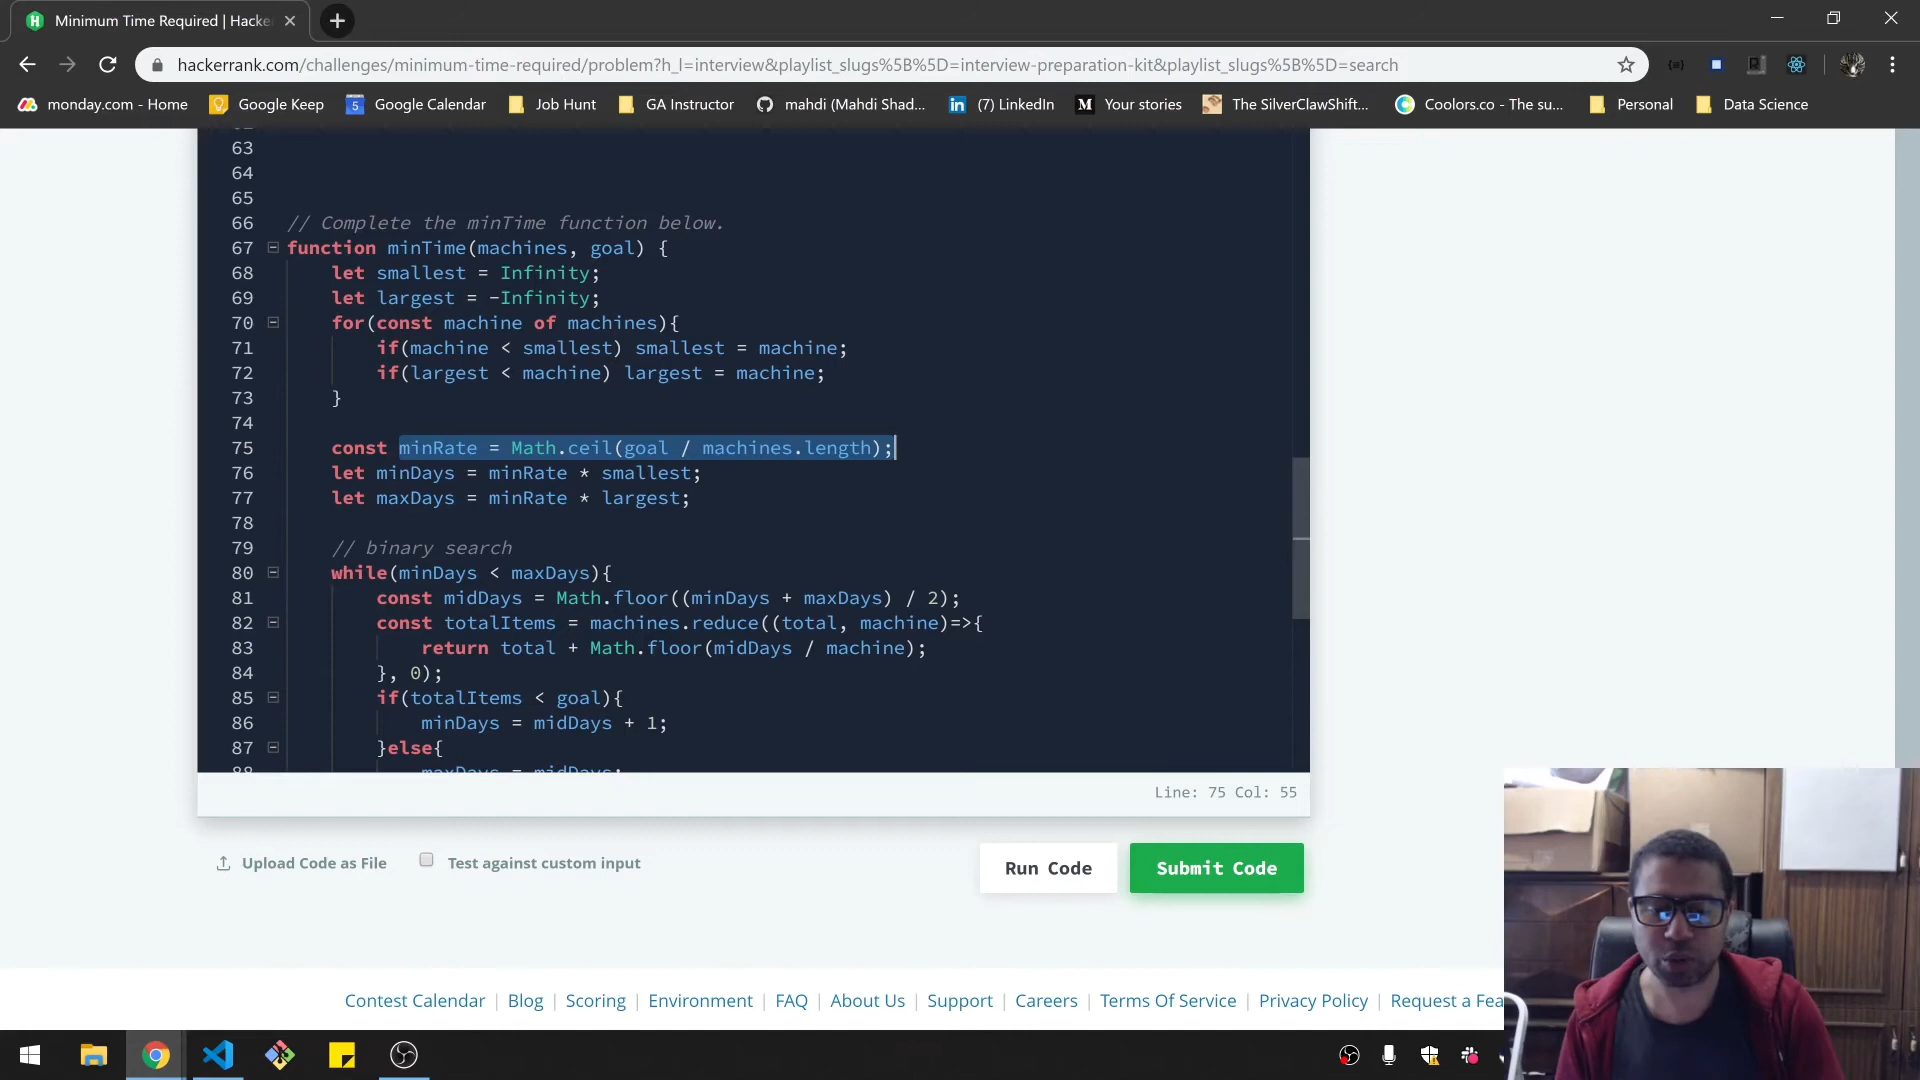 Minimum Time Required | Hacke
hackerrank.com/challenges/minimum-time-required/problem?h_l=interview&playlist_slugs%5B%5D=interview-preparation-kit&playlist_slugs%5B%5D=search
monday.com - Home Google Keep 5 Google Calendar Job Hunt GA Instructor mahdi (Mahdi Shad... (7) LinkedIn Your stories The SilverClawShift... Coolors.co - The su... Personal Data Science
63
64
65
66 // Complete the minTime function below.
67 function minTime(machines, goal) {
68 let smallest = Infinity;
69 let largest = -Infinity;
70 for(const machine of machines){
71 if(machine < smallest) smallest = machine;
72 if(largest < machine) largest = machine;
73 }
74
75 const minRate = Math.ceil(goal / machines.length);
76 let minDays = minRate * smallest;
77 let maxDays = minRate * largest;
78
79 // binary search
80 while(minDays < maxDays){
81 const midDays = Math.floor((minDays + maxDays) / 2);
82 const totalItems = machines.reduce((total, machine)=>{
83 return total + Math.floor(midDays / machine);
84 }, 0);
85 if(totalItems < goal){
86 minDays = midDays + 1;
87 }else{
88 maxDays = midDays;
Line: 75 Col: 55
Upload Code as File Test against custom input Run Code Submit Code
Contest Calendar | Blog | Scoring | Environment | FAQ | About Us | Support | Careers | Terms Of Service | Privacy Policy | Request a Fea